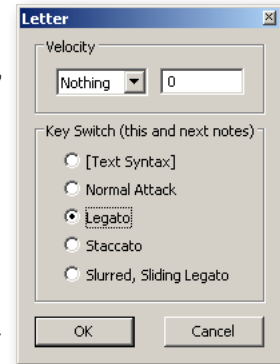 Letter
Velocity
Nothing 0
Key Switch (this and next notes)
[Text Syntax]
Normal Attack
Legato
Staccato
Slurred, Sliding Legato
OK Cancel